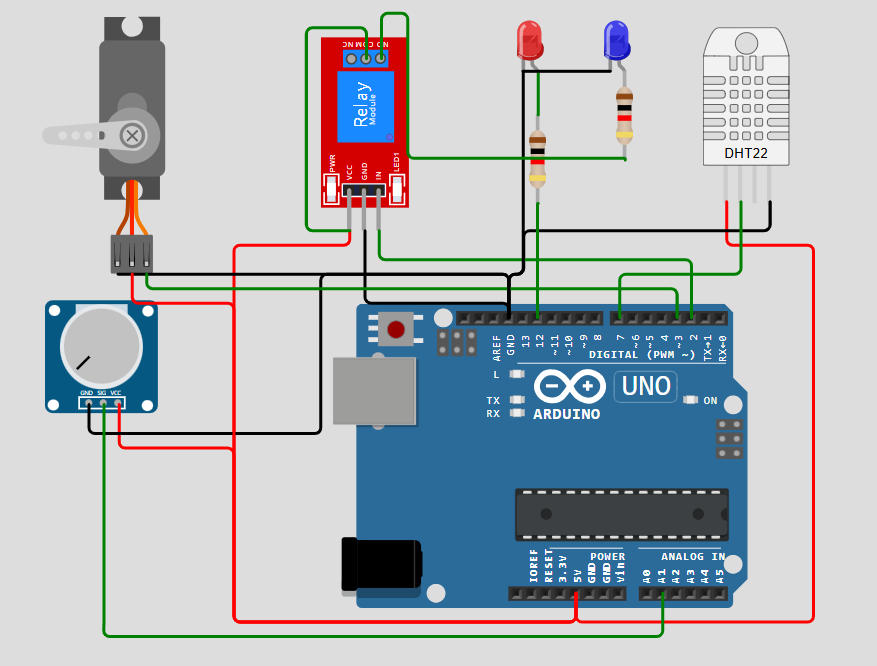 NO COM NC
Relay
Module
PWR
VCC
GND
IN
LED1
DHT22
GND SIG VCC
AREF
GND
13
12
~11
~10
~9
8
7
~6
~5
4
~3
2
TX→1
RX←0
DIGITAL (PWM ~)
L
TX
RX
UNO
ON
ARDUINO
POWER
ANALOG IN
IOREF
RESET
3.3V
5V
GND
GND
Vin
A0
A1
A2
A3
A4
A5